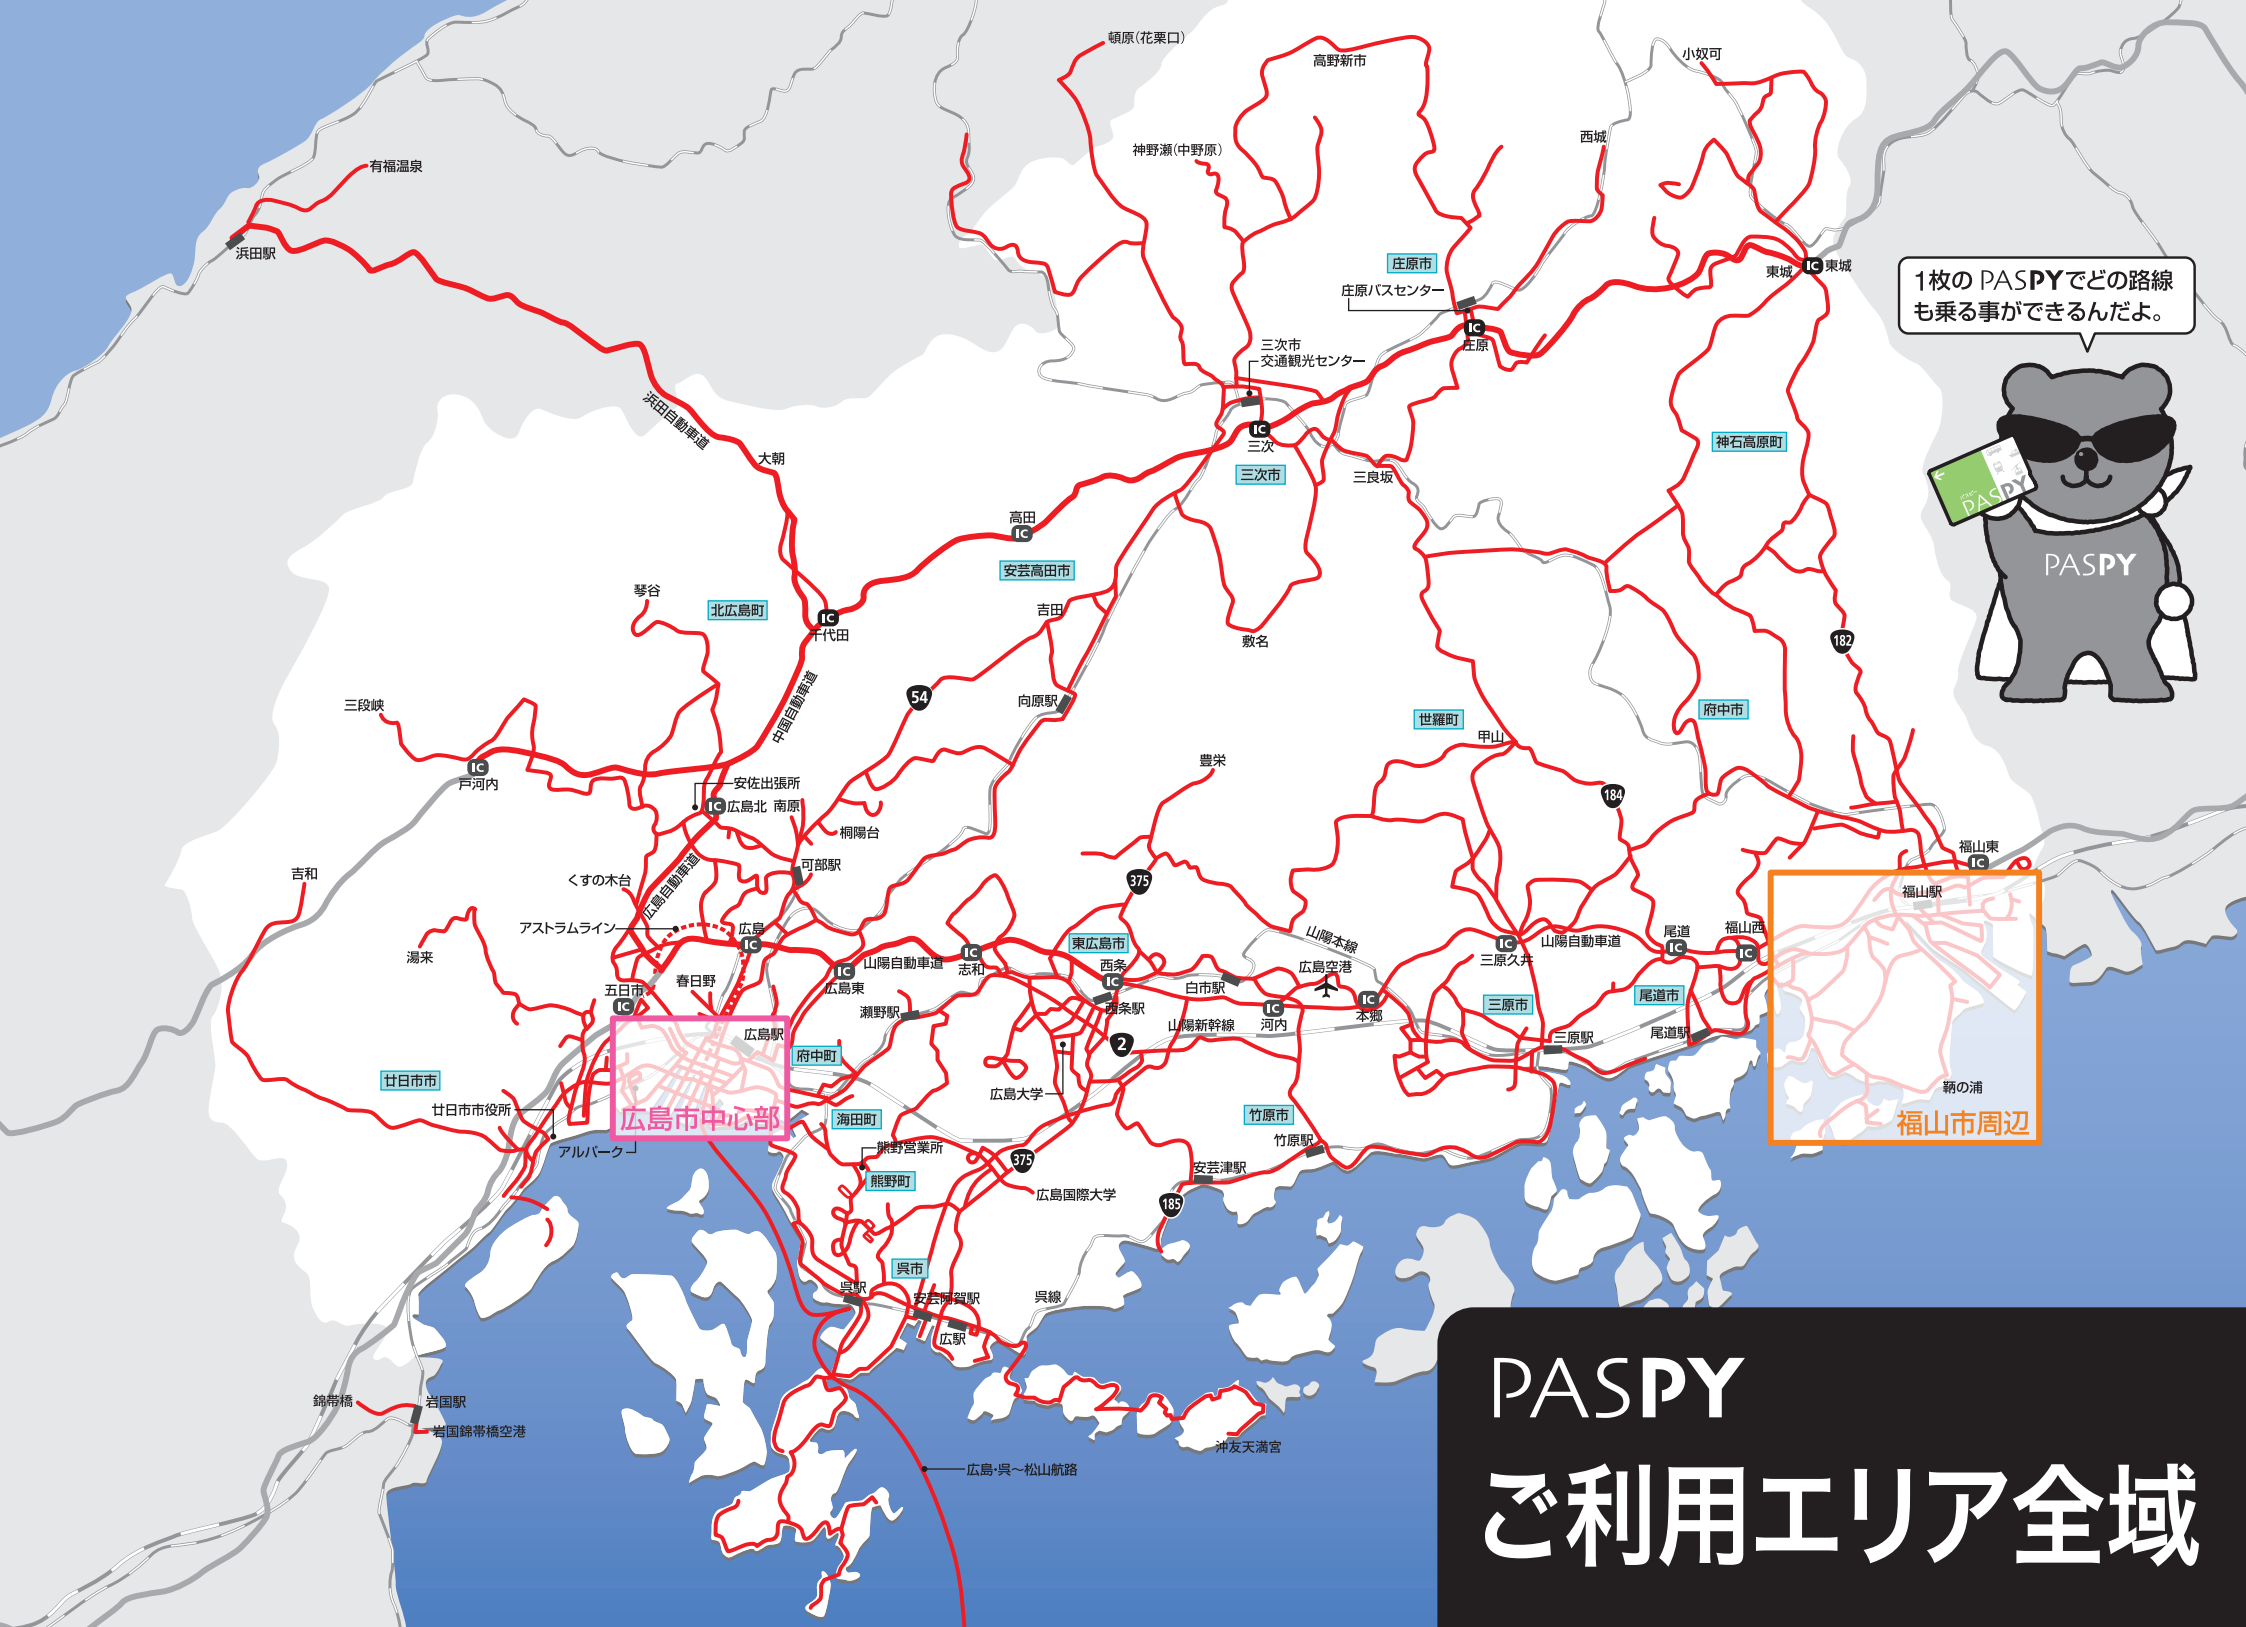 頓原(花栗口)
高野新市
小奴可
西城
神野瀬(中野原)
有福温泉
浜田駅
庄原市
庄原バスセンター
東城
IC
東城
1枚の PASPYでどの路線
も乗る事ができるんだよ。
IC
庄原
三次市
交通観光センター
浜田自動車道
大朝
IC
三次
三次市
三良坂
神石高原町
PASPY
PASPY
高田
IC
安芸高田市
琴谷
北広島町
吉田
IC
千代田
敷名
182
三段峡
54
向原駅
中国自動車道
世羅町
府中市
甲山
IC
戸河内
豊栄
安佐出張所
IC
広島北
南原
184
桐陽台
福山東
IC
可部駅
吉和
くすの木台
広島自動車道
375
福山駅
アストラムライン
広島
IC
東広島市
山陽本線
山陽自動車道
尾道
IC
福山西
IC
湯来
山陽自動車道
志和
IC
西条
IC
広島空港
IC
三原久井
春日野
IC
広島東
白市駅
五日市
IC
瀬野駅
西条駅
IC
河内
IC
本郷
三原市
尾道市
広島駅
府中町
山陽新幹線
2
三原駅
尾道駅
廿日市市
広島大学
鞆の浦
廿日市市役所
広島市中心部
海田町
竹原市
福山市周辺
アルパーク
熊野営業所
竹原駅
375
安芸津駅
熊野町
広島国際大学
185
呉市
呉駅
安芸阿賀駅
呉線
広駅
錦帯橋
岩国駅
岩国錦帯橋空港
沖友天満宮
広島・呉～松山航路
PASPY
ご利用エリア全域